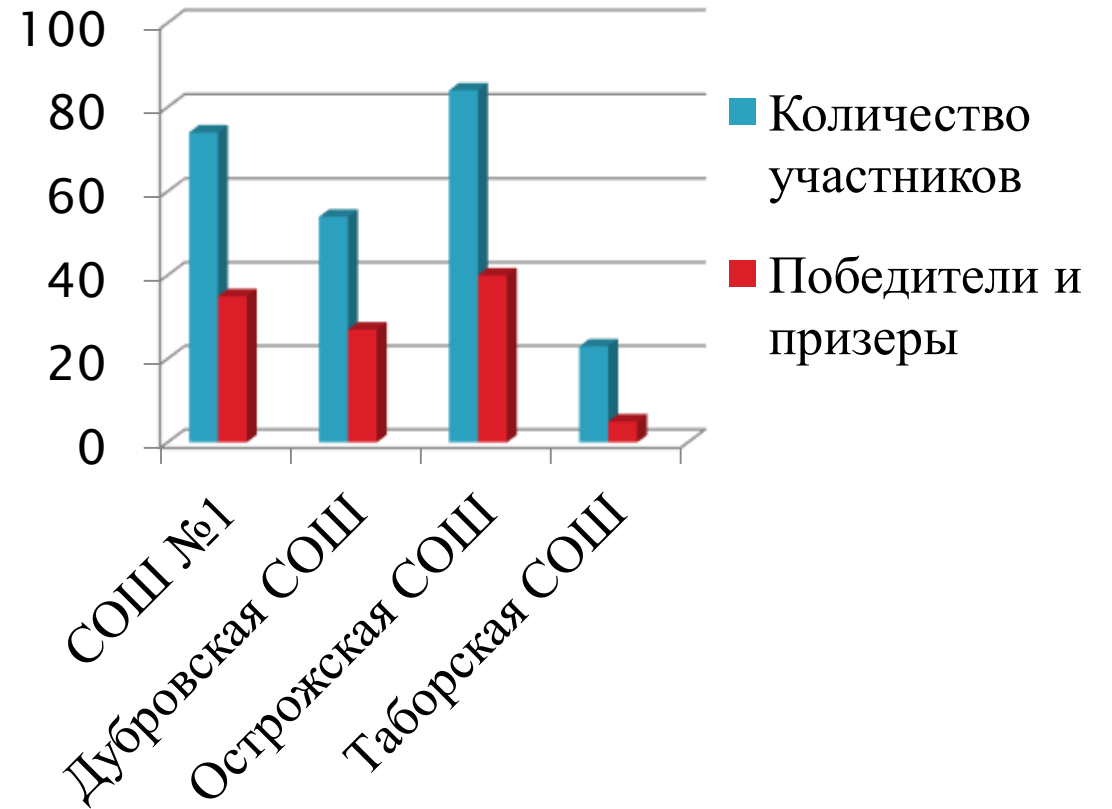 100
80
60
40
20
0
СОШ №1
Дубровская СОШ
Острожская СОШ
Таборская СОШ
Количество
участников
Победители и
призеры